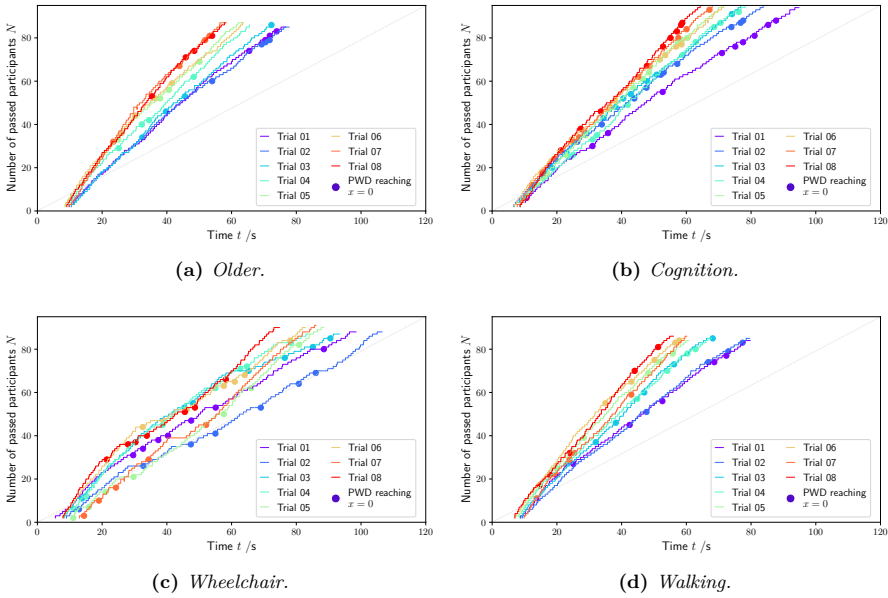 Number of passed participants N
80
60
40
20
0
0 20 40 60 80 100 120
Time t /s
Trial 01
Trial 02
Trial 03
Trial 04
Trial 05
Trial 06
Trial 07
Trial 08
PWD reaching
x = 0
(a) Older.
Number of passed participants N
80
60
40
20
0
0 20 40 60 80 100 120
Time t /s
Trial 01
Trial 02
Trial 03
Trial 04
Trial 05
Trial 06
Trial 07
Trial 08
PWD reaching
x = 0
(b) Cognition.
Number of passed participants N
80
60
40
20
0
0 20 40 60 80 100 120
Time t /s
Trial 01
Trial 02
Trial 03
Trial 04
Trial 05
Trial 06
Trial 07
Trial 08
PWD reaching
x = 0
(c) Wheelchair.
Number of passed participants N
80
60
40
20
0
0 20 40 60 80 100 120
Time t /s
Trial 01
Trial 02
Trial 03
Trial 04
Trial 05
Trial 06
Trial 07
Trial 08
PWD reaching
x = 0
(d) Walking.